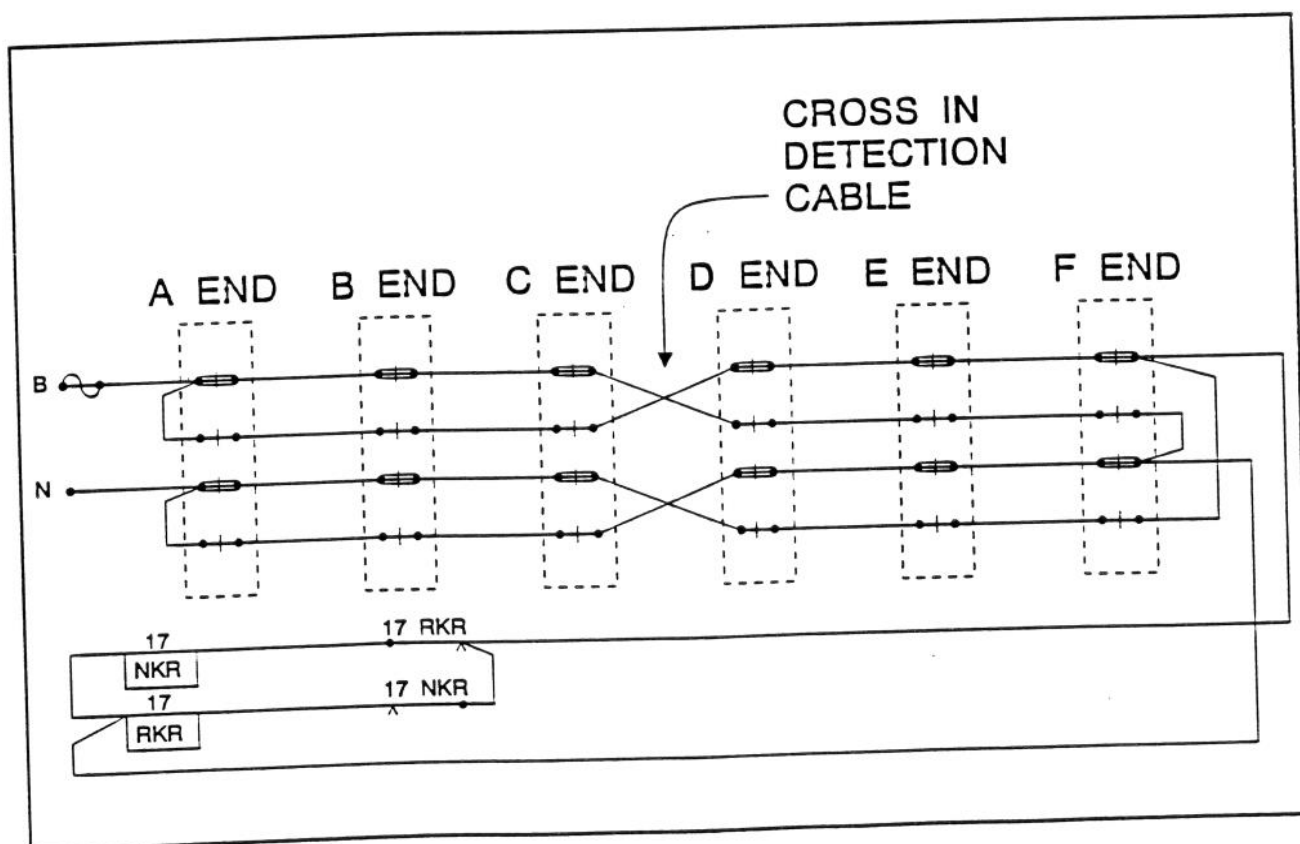 CROSS IN
DETECTION
CABLE
A END B END C END D END E END F END
B
N
17 17 RKR
NKR
17 17 NKR
RKR